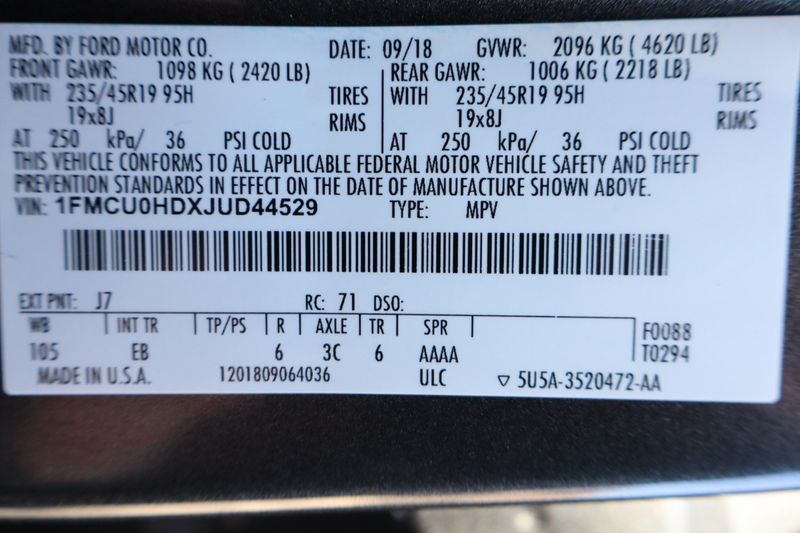 MFD. BY FORD MOTOR CO. DATE: 09/18 GVWR: 2096 KG ( 4620 LB)
FRONT GAWR: 1098 KG ( 2420 LB) REAR GAWR: 1006 KG ( 2218 LB)
WITH 235/45R19 95H TIRES WITH 235/45R19 95H TIRES
19x8J RIMS 19x8J RIMS
AT 250 kPa/ 36 PSI COLD AT 250 kPa/ 36 PSI COLD
THIS VEHICLE CONFORMS TO ALL APPLICABLE FEDERAL MOTOR VEHICLE SAFETY AND THEFT
PREVENTION STANDARDS IN EFFECT ON THE DATE OF MANUFACTURE SHOWN ABOVE.
VIN: 1FMCU0HDXJUD44529 TYPE: MPV
EXT PNT: J7 RC: 71 DSO:
WB INT TR TP/PS R AXLE TR SPR F0088
105 EB 6 3C 6 AAAA T0294
MADE IN U.S.A. 1201809064036 ULC ▽ 5U5A-3520472-AA